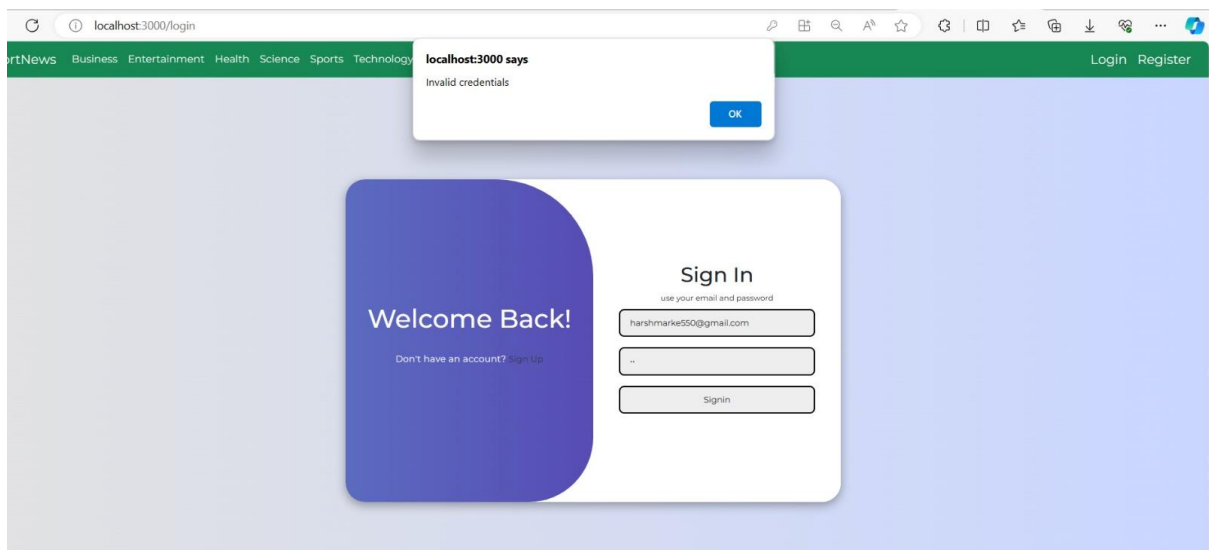 localhost:3000/login
ortNews Business Entertainment Health Science Sports Technology Login Register
localhost:3000 says
Invalid credentials
OK
Sign In
use your email and password
Welcome Back!
harshmarke550@gmail.com
Don't have an account? Sign Up
Signin